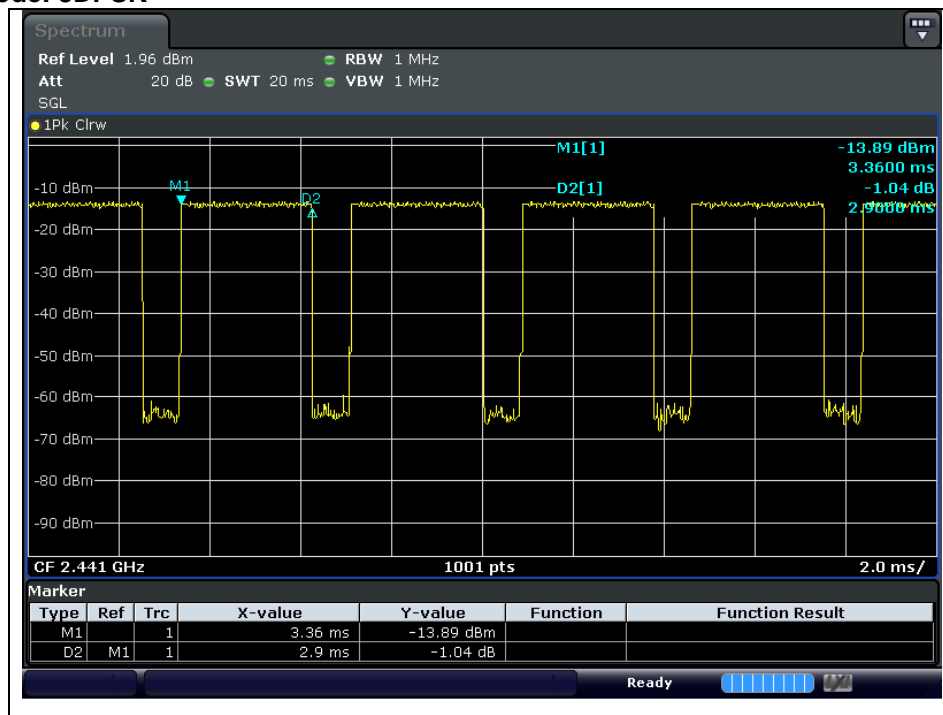 Spectrum
Ref Level 1.96 dBm RBW 1 MHz
Att 20 dB SWT 20 ms VBW 1 MHz
SGL
1Pk Clrw
M1[1] -13.89 dBm
3.3600 ms
D2[1] -1.04 dB
2.9000 ms
M1
D2
-10 dBm
-20 dBm
-30 dBm
-40 dBm
-50 dBm
-60 dBm
-70 dBm
-80 dBm
-90 dBm
CF 2.441 GHz 1001 pts 2.0 ms/
Marker
Type Ref Trc X-value Y-value Function Function Result
M1 1 3.36 ms -13.89 dBm
D2 M1 1 2.9 ms -1.04 dB
Ready